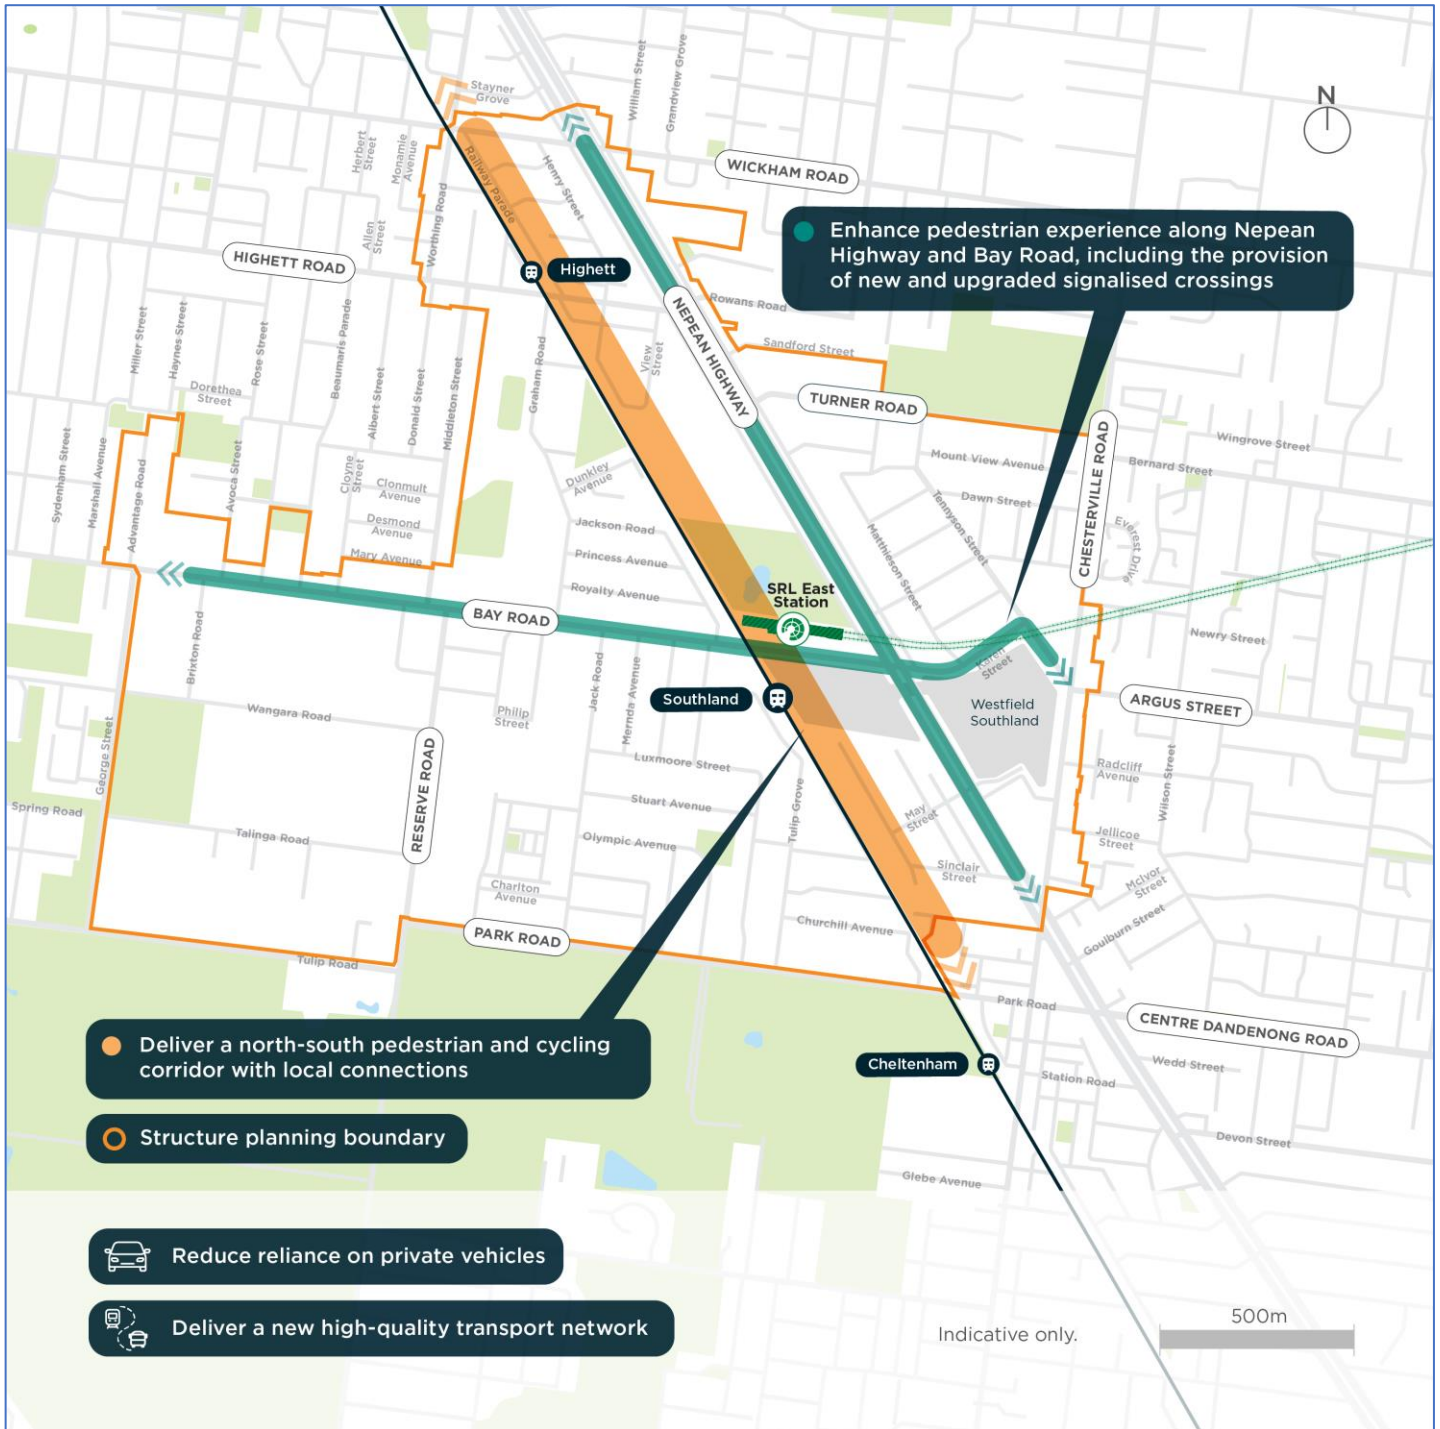 Stayner
Grove
William Street
Grandview Grove
N
Herbert
Street
Monamie
Avenue
Railway Parade
Henry Street
WICKHAM ROAD
Worthing Road
Allen
Street
HIGHETT ROAD
Highett
Enhance pedestrian experience along Nepean
Highway and Bay Road, including the provision
of new and upgraded signalised crossings
Rowans Road
Sandford Street
NEPEAN HIGHWAY
View
Street
Miller Street
Haynes Street
Rose Street
Beaumaris Parade
Albert Street
Donald Street
Middleton Street
Graham Road
Dorethea
Street
TURNER ROAD
CHESTERVILLE ROAD
Wingrove Street
Bernard Street
Mount View Avenue
Dawn Street
Tennyson Street
Matthieson Street
Everest Drive
Sydenham Street
Marshall Avenue
Advantage Road
Avoca Street
Cloyne
Street
Clonmult
Avenue
Desmond
Avenue
Mary Avenue
Dunkley
Avenue
Jackson Road
Princess Avenue
Royalty Avenue
SRL East
Station
BAY ROAD
Newry Street
Karen
Street
Brixton Road
Jack Road
Mernda Avenue
Southland
Westfield
Southland
ARGUS STREET
Wangara Road
Philip
Street
George Street
RESERVE ROAD
Luxmoore Street
Radcliff
Avenue
Wilson Street
Stuart Avenue
Tulip Grove
May
Street
Spring Road
Talinga Road
Olympic Avenue
Jellicoe
Street
Sinclair
Street
McIvor
Street
Charlton
Avenue
Churchill Avenue
Goulburn Street
PARK ROAD
Tulip Road
Park Road
CENTRE DANDENONG ROAD
Deliver a north-south pedestrian and cycling
corridor with local connections
Cheltenham
Station Road
Wedd Street
Structure planning boundary
Devon Street
Glebe Avenue
Reduce reliance on private vehicles
Deliver a new high-quality transport network
Indicative only.
500m